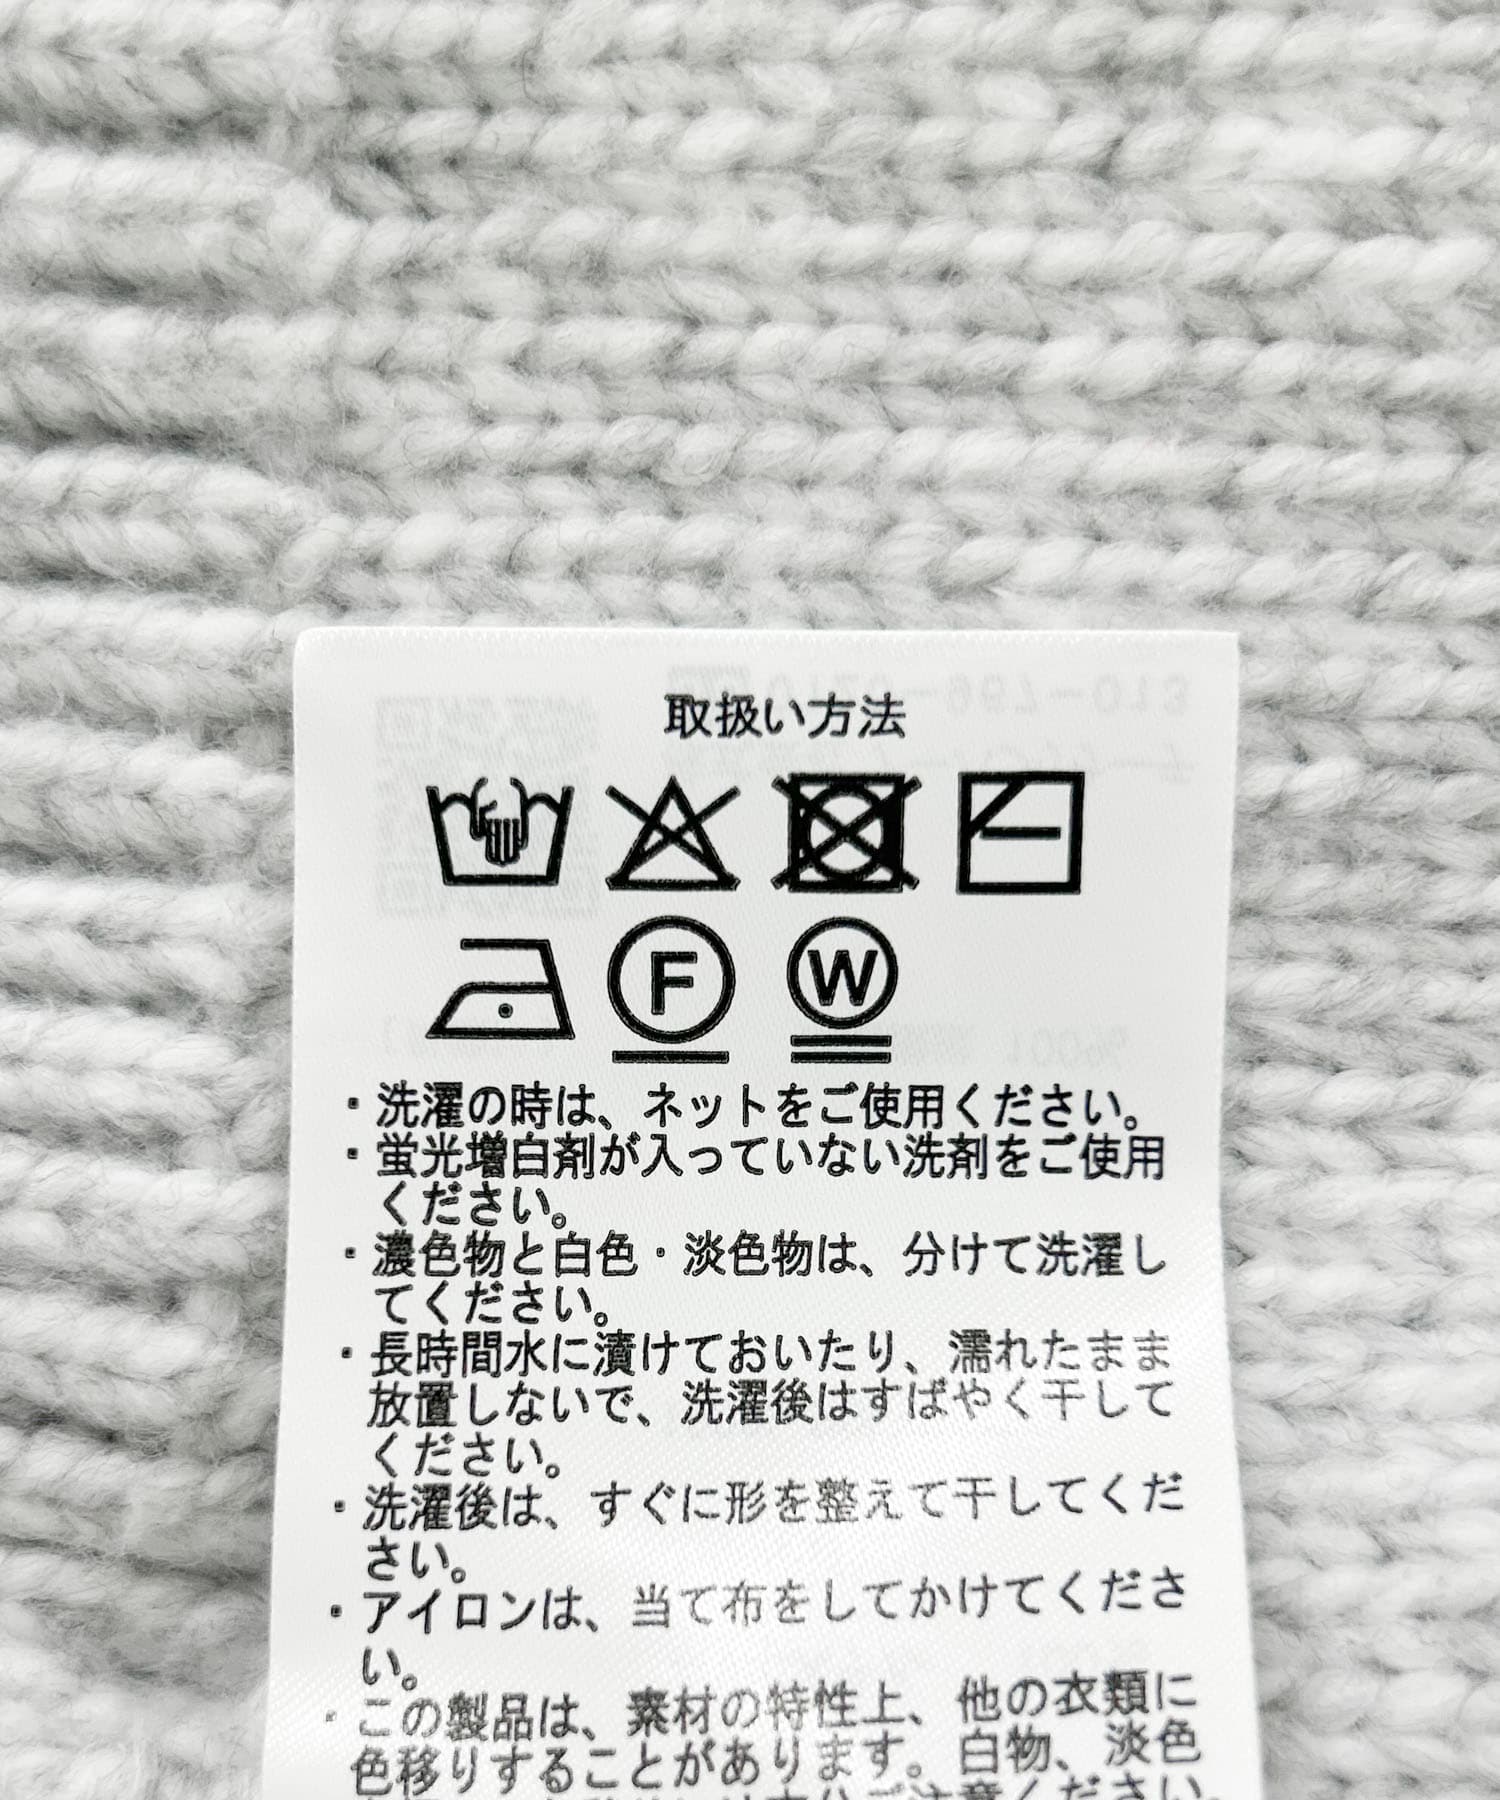 取扱い方法
F W
・洗濯の時は、ネットをご使用ください。
・蛍光増白剤が入っていない洗剤をご使用
ください。
・濃色物と白色・淡色物は、分けて洗濯し
てください。
・長時間水に漬けておいたり、濡れたまま
放置しないで、洗濯後はすばやく干して
ください。
・洗濯後は、すぐに形を整えて干してくだ
さい。
・アイロンは、当て布をしてかけてくださ
い。
・この製品は、素材の特性上、他の衣類に
色移りすることがあります。白物、淡色